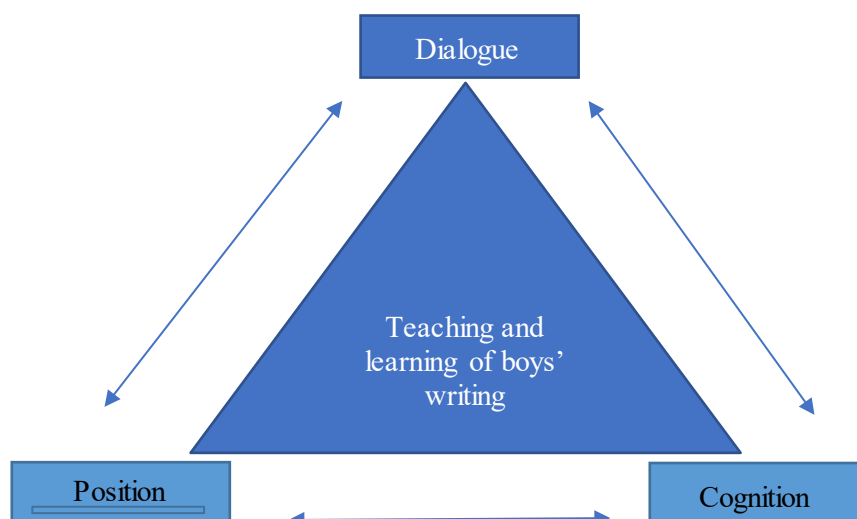 Dialogue
Teaching and
learning of boys’
writing
Position
Cognition